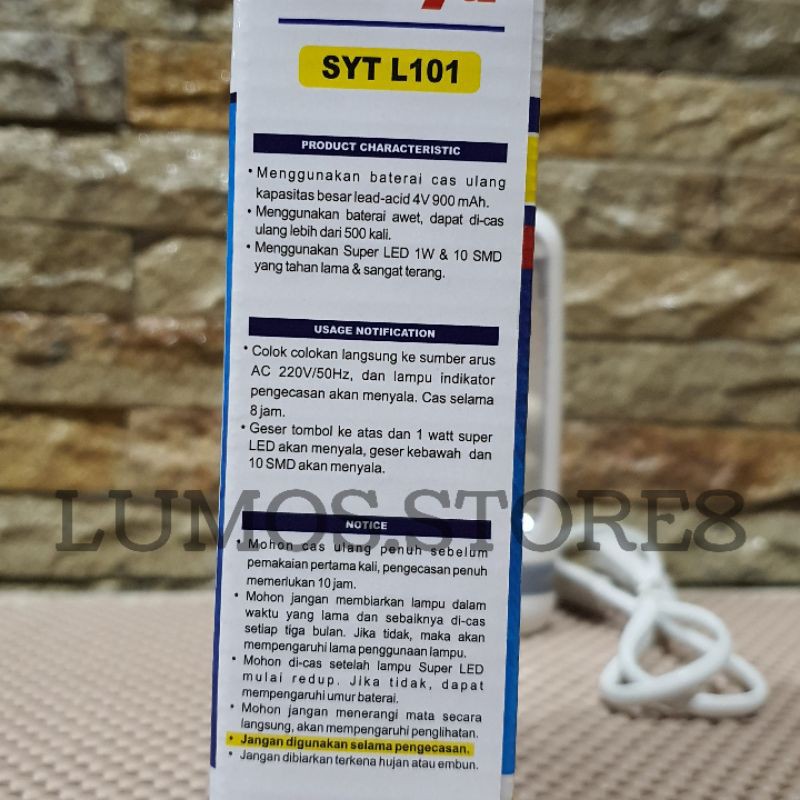 SYT L101
PRODUCT CHARACTERISTIC
• Menggunakan baterai cas ulang
kapasitas besar lead-acid 4V 900 mAh.
• Menggunakan baterai awet, dapat di-cas
ulang lebih dari 500 kali.
• Menggunakan Super LED 1W & 10 SMD
yang tahan lama & sangat terang.
USAGE NOTIFICATION
• Colok colokan langsung ke sumber arus
AC 220V/50Hz, dan lampu indikator
pengecasan akan menyala. Cas selama
8 jam.
• Geser tombol ke atas dan 1 watt super
LED akan menyala, geser kebawah dan
10 SMD akan menyala.
LUMOS.STORE8
NOTICE
• Mohon cas ulang penuh sebelum
pemakaian pertama kali, pengecasan penuh
memerlukan 10 jam.
• Mohon jangan membiarkan lampu dalam
waktu yang lama dan sebaiknya di-cas
setiap tiga bulan. Jika tidak, maka akan
mempengaruhi lama penggunaan lampu.
• Mohon di-cas setelah lampu Super LED
mulai redup. Jika tidak, dapat
mempengaruhi umur baterai.
• Mohon jangan menerangi mata secara
langsung, akan mempengaruhi penglihatan.
• Jangan digunakan selama pengecasan.
• Jangan dibiarkan terkena hujan atau embun.